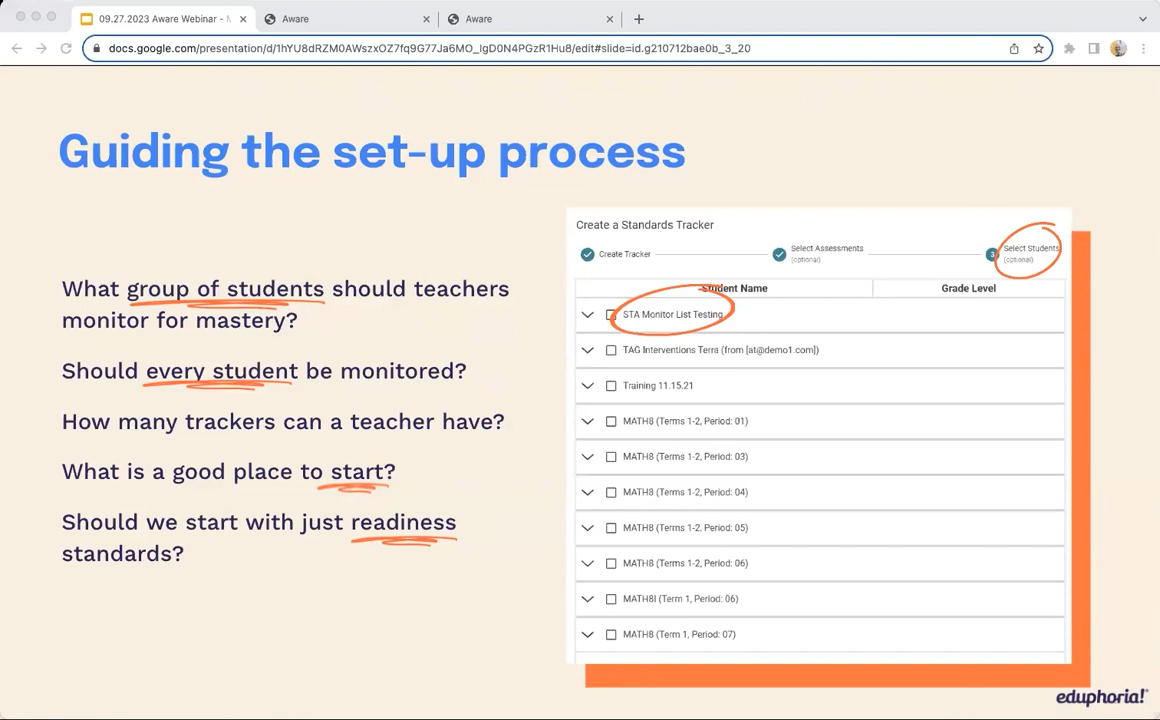 09.27.2023 Aware Webinar - M
Aware
Aware
docs.google.com/presentation/d/1hYU8dRZM0AWszxOZ7fq9G77Ja6MO_lgD0N4PGzR1Hu8/edit#slide=id.g210712bae0b_3_20
Guiding the set-up process
What group of students should teachers
monitor for mastery?
Should every student be monitored?
How many trackers can a teacher have?
What is a good place to start?
Should we start with just readiness
standards?
Create a Standards Tracker
Create Tracker
Select Assessments
(optional)
3
Select Students
(optional)
Student Name
Grade Level
STA Monitor List Testing
TAG Interventions Terra (from [at@demo1.com])
Training 11.15.21
MATH8 (Terms 1-2, Period: 01)
MATH8 (Terms 1-2, Period: 03)
MATH8 (Terms 1-2, Period: 04)
MATH8 (Terms 1-2, Period: 05)
MATH8 (Terms 1-2, Period: 06)
MATH8I (Term 1, Period: 06)
MATH8 (Term 1, Period: 07)
eduphoria!